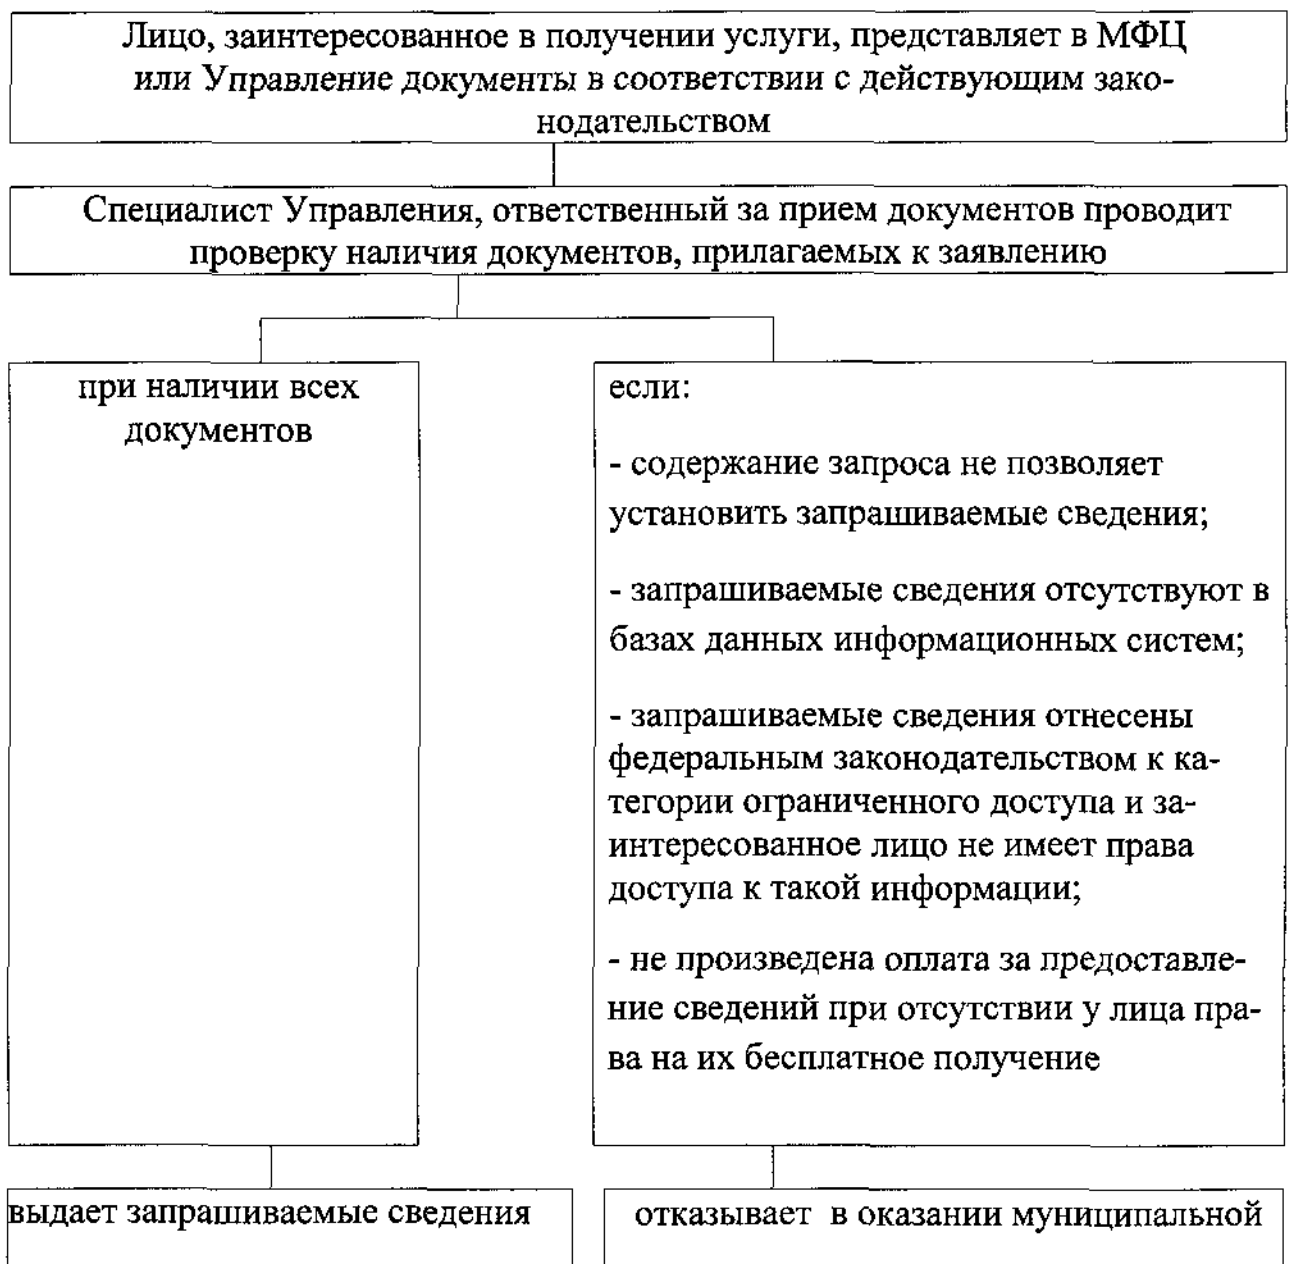 Лицо, заинтересованное в получении услуги, представляет в МФЦ
или Управление документы в соответствии с действующим зако-
нодательством
Специалист Управления, ответственный за прием документов проводит
проверку наличия документов, прилагаемых к заявлению
при наличии всех
документов
если:
- содержание запроса не позволяет
установить запрашиваемые сведения;
- запрашиваемые сведения отсутствуют в
базах данных информационных систем;
- запрашиваемые сведения отнесены
федеральным законодательством к ка-
тегории ограниченного доступа и за-
интересованное лицо не имеет права
доступа к такой информации;
- не произведена оплата за предоставле-
ние сведений при отсутствии у лица пра-
ва на их бесплатное получение
выдает запрашиваемые сведения
отказывает в оказании муниципальной